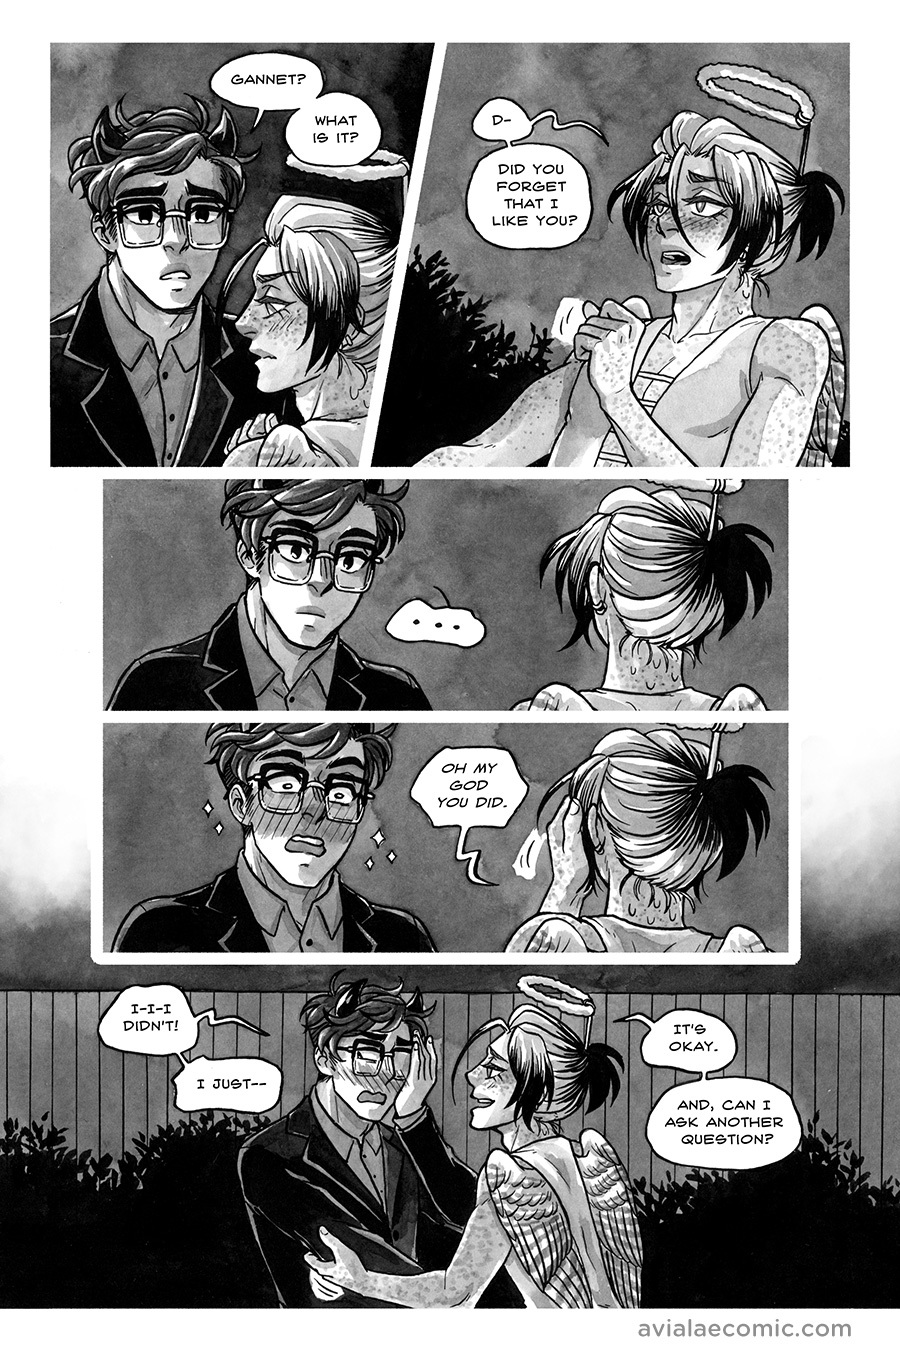 GANNET?
WHAT
IS IT?
D-
DID YOU
FORGET
THAT I
LIKE YOU?
...
OH MY
GOD
YOU DID.
I-I-I
DIDN'T!
I JUST--
IT'S
OKAY.
AND, CAN I
ASK ANOTHER
QUESTION?
avialaecomic.com